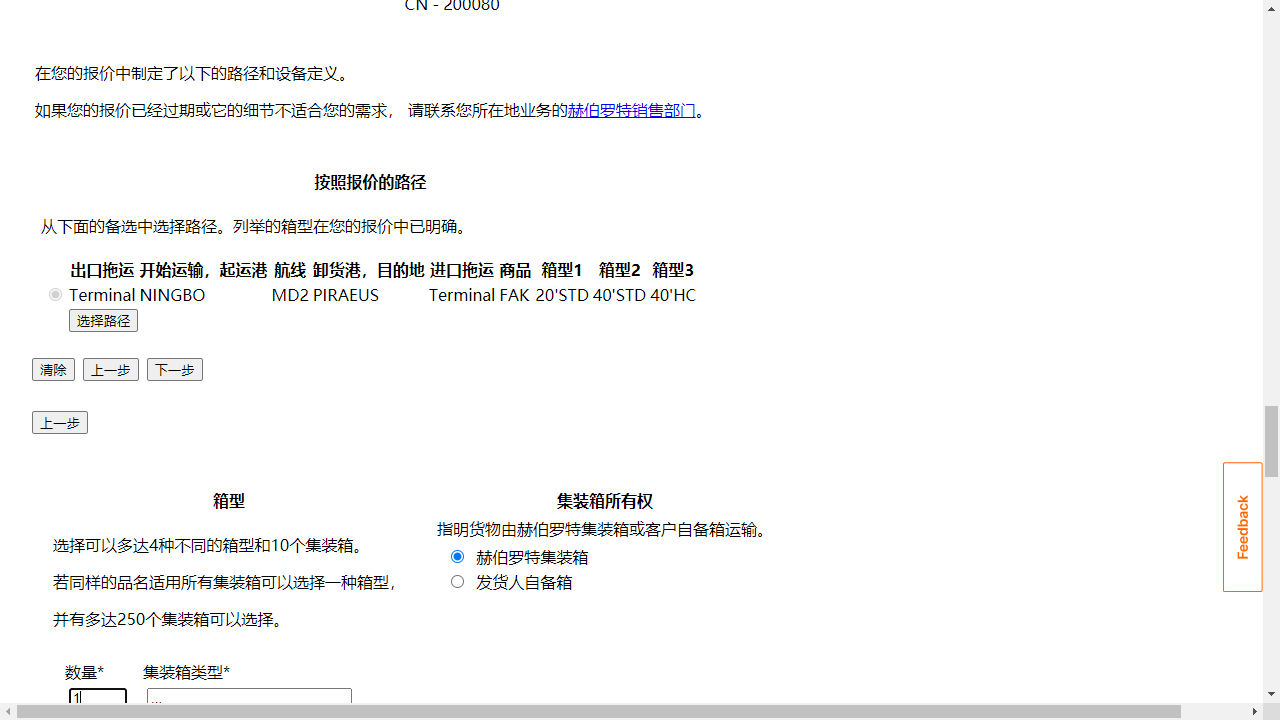 CN - 200080
在您的报价中制定了以下的路径和设备定义。
如果您的报价已经过期或它的细节不适合您的需求， 请联系您所在地业务的赫伯罗特销售部门。
按照报价的路径
从下面的备选中选择路径。列举的箱型在您的报价中已明确。
出口拖运 开始运输，起运港 航线 卸货港，目的地 进口拖运 商品 箱型1 箱型2 箱型3
Terminal NINGBO MD2 PIRAEUS Terminal FAK 20'STD 40'STD 40'HC
选择路径
清除 上一步 下一步
上一步
箱型
选择可以多达4种不同的箱型和10个集装箱。
若同样的品名适用所有集装箱可以选择一种箱型，
并有多达250个集装箱可以选择。
集装箱所有权
指明货物由赫伯罗特集装箱或客户自备箱运输。
赫伯罗特集装箱
发货人自备箱
数量* 集装箱类型*
1 ...
Feedback